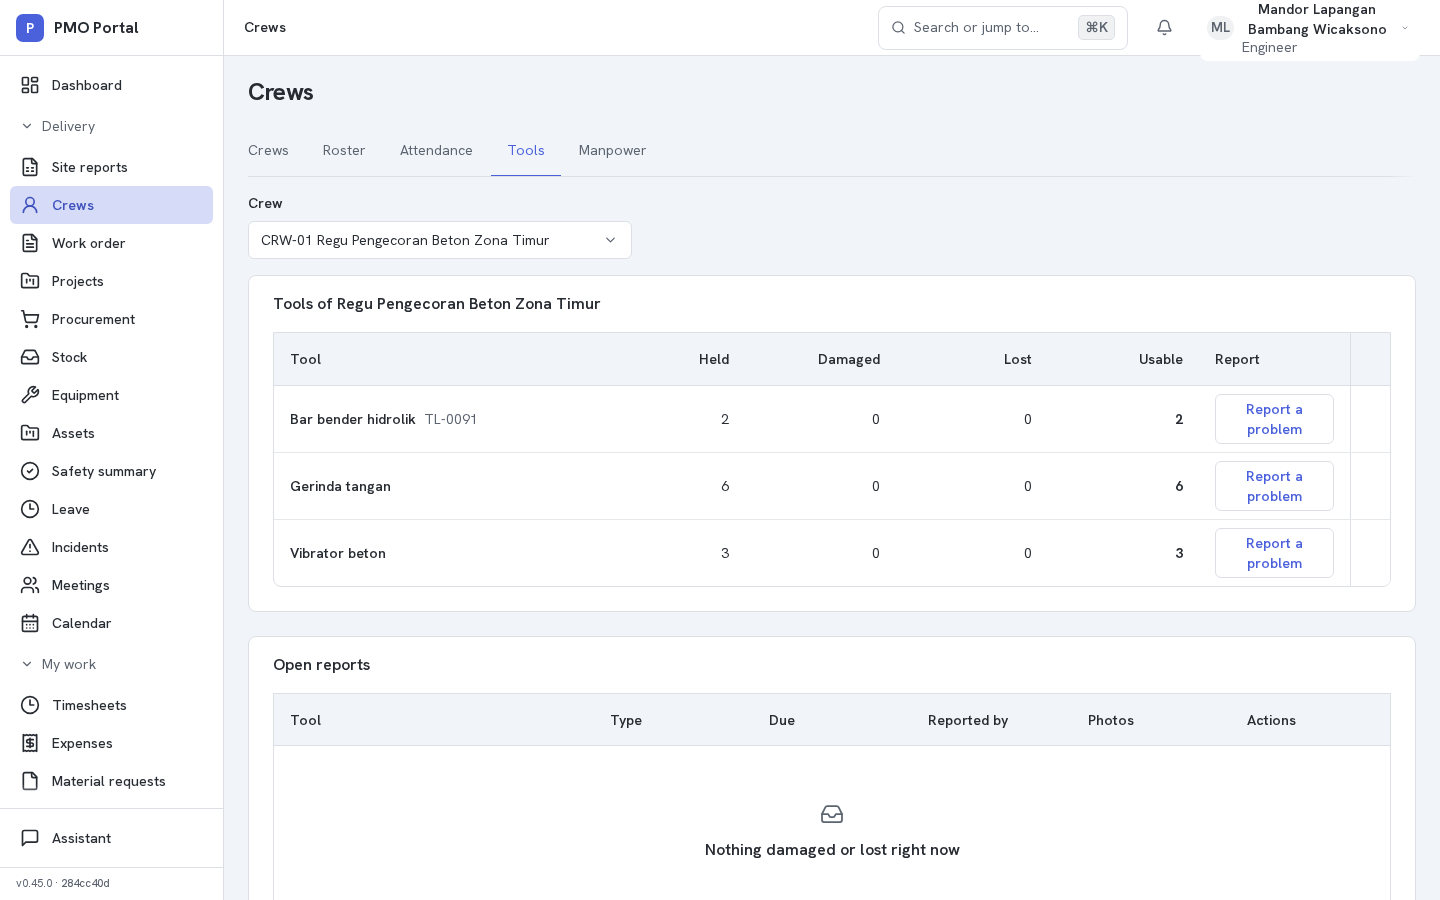 P PMO Portal
Crews
Search or jump to...
⌘K
ML
Mandor Lapangan
Bambang Wicaksono
Engineer
Dashboard
Delivery
Site reports
Crews
Work order
Projects
Procurement
Stock
Equipment
Assets
Safety summary
Leave
Incidents
Meetings
Calendar
My work
Timesheets
Expenses
Material requests
Assistant
v0.45.0 · 284cc40d
Crews
Crews Roster Attendance Tools Manpower
Crew
CRW-01 Regu Pengecoran Beton Zona Timur
Tools of Regu Pengecoran Beton Zona Timur
Tool Held Damaged Lost Usable Report
Bar bender hidrolik TL-0091 2 0 0 2 Report a problem
Gerinda tangan 6 0 0 6 Report a problem
Vibrator beton 3 0 0 3 Report a problem
Open reports
Tool Type Due Reported by Photos Actions
Nothing damaged or lost right now